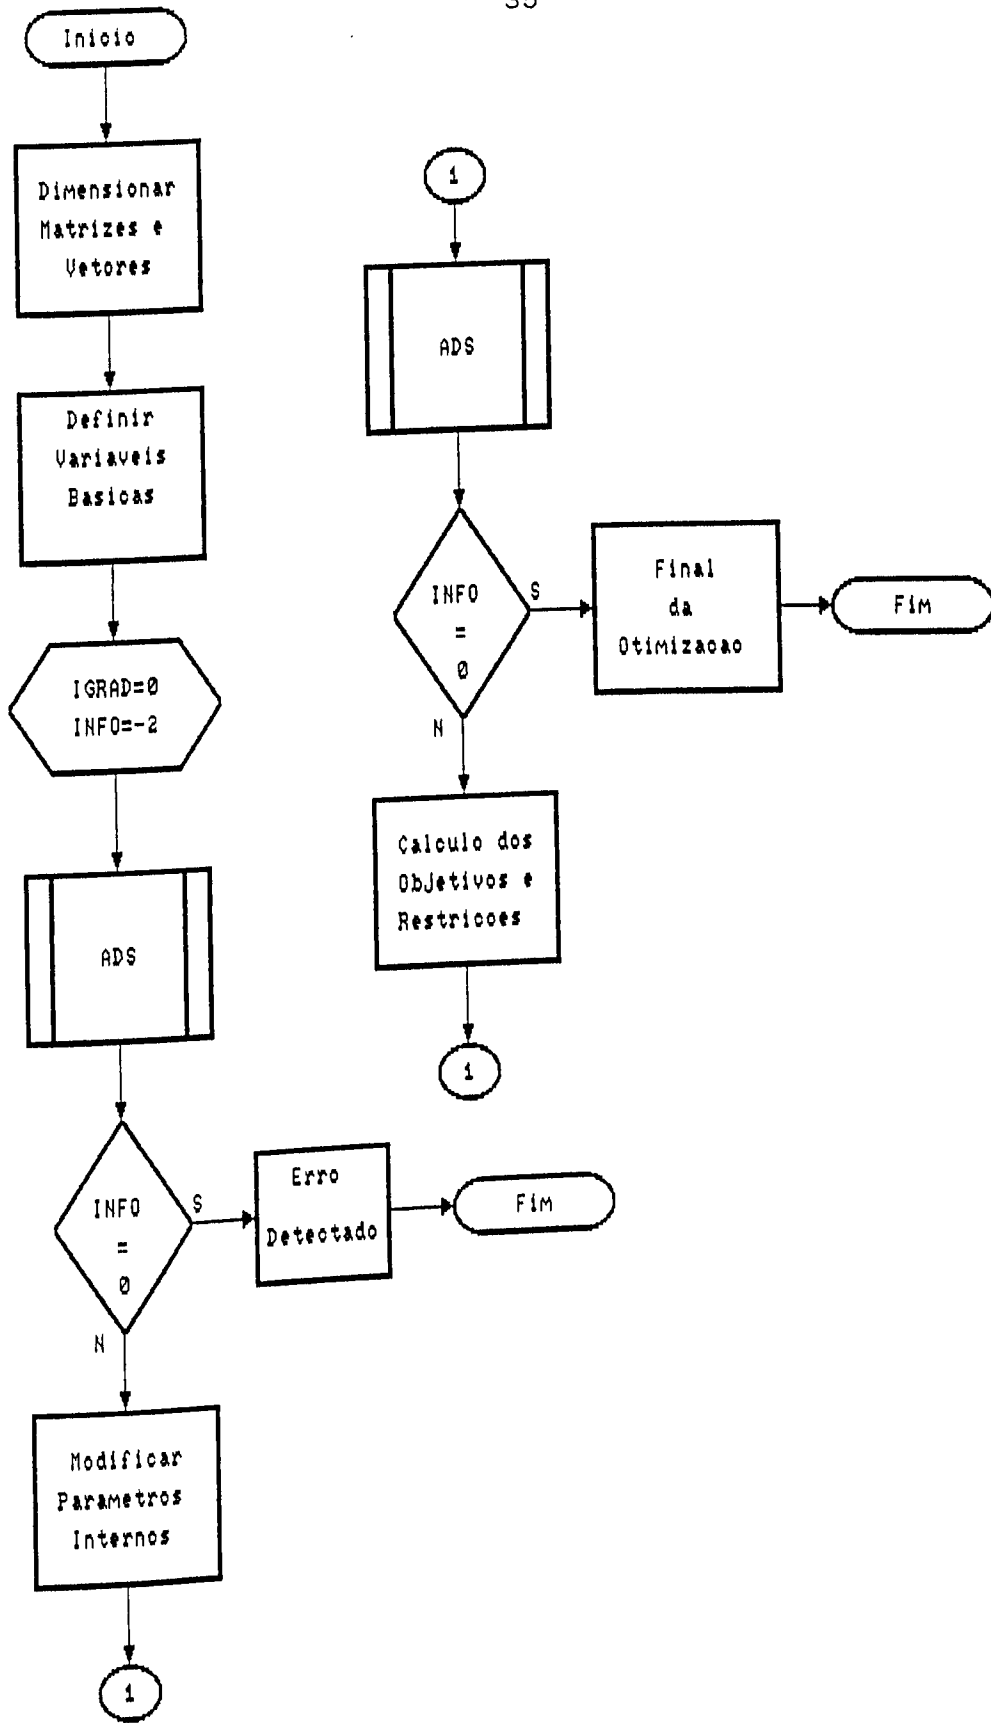 35
Inicio
Dimensionar
Matrizes e
Vetores
Definir
Variaveis
Basicas
IGRAD=0
INFO=-2
ADS
INFO
=
0
S
N
Erro
Detectado
Fim
Modificar
Parametros
Internos
1
1
ADS
INFO
=
0
S
N
Final
da
Otimizacao
Fim
Calculo dos
Objetivos e
Restricoes
1